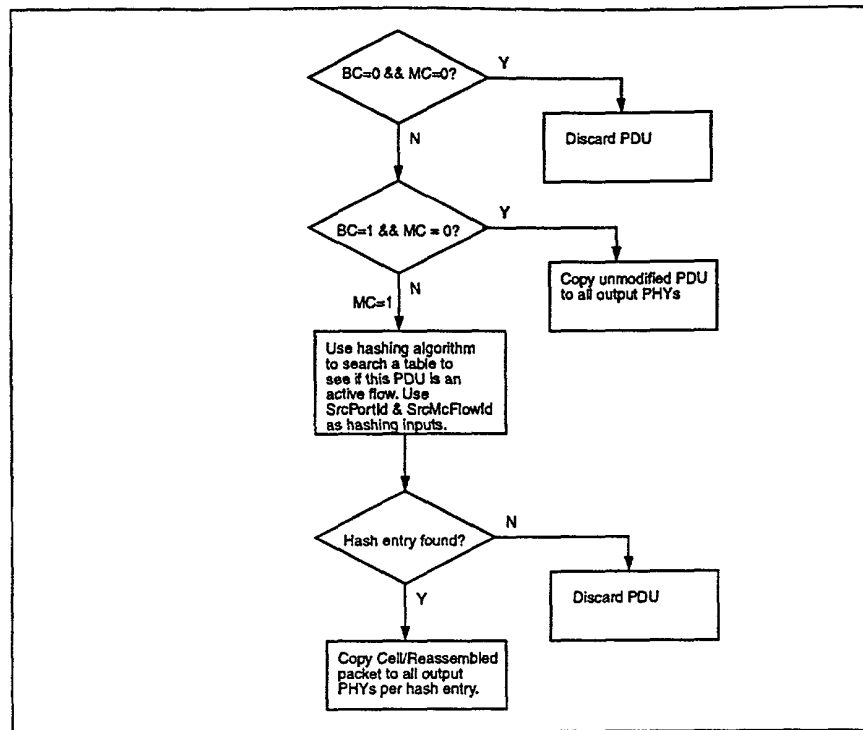 BC=0 && MC=0?
Y
Discard PDU
N
BC=1 && MC = 0?
Y
Copy unmodified PDU
to all output PHYs
N
MC=1
Use hashing algorithm
to search a table to
see if this PDU is an
active flow. Use
SrcPortId & SrcMcFlowId
as hashing inputs.
Hash entry found?
N
Discard PDU
Y
Copy Cell/Reassembled
packet to all output
PHYs per hash entry.